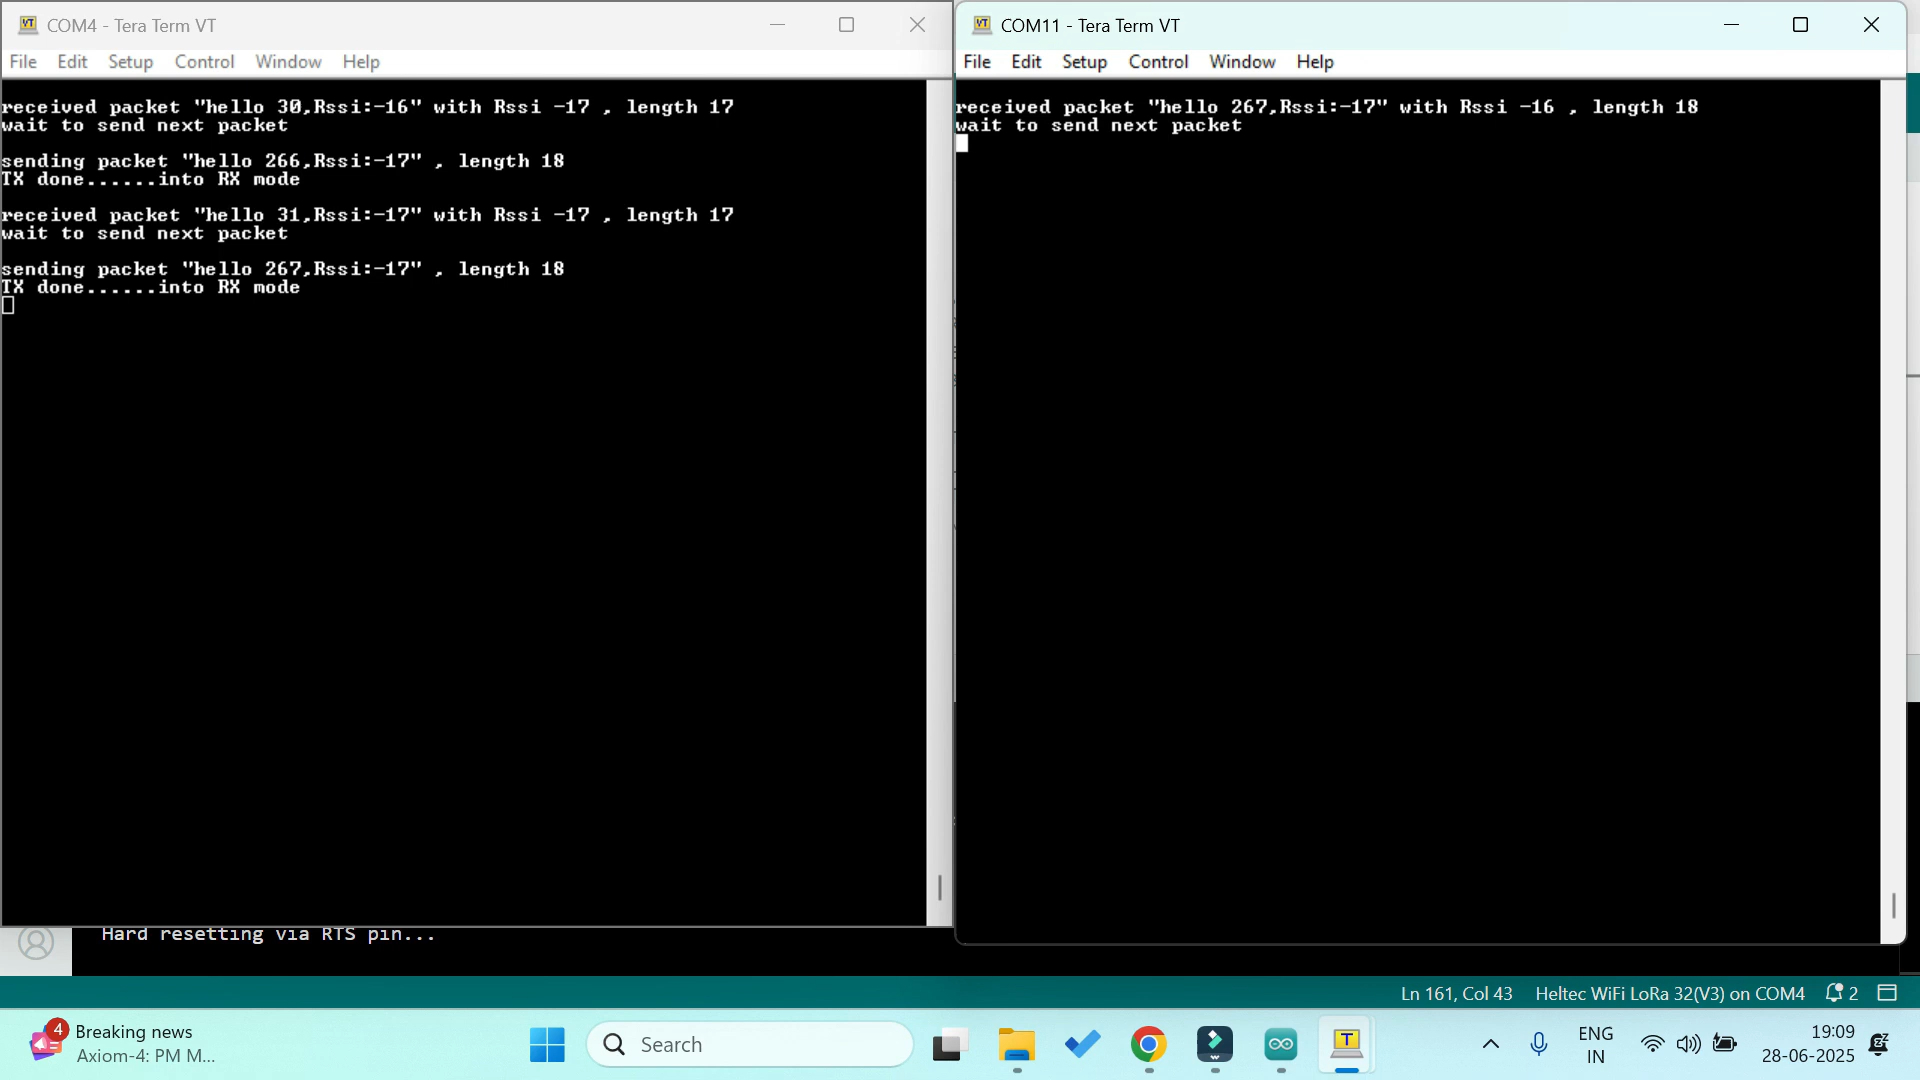 COM4 - Tera Term VT
File Edit Setup Control Window Help
received packet "hello 30,Rssi:-16" with Rssi -17 , length 17
wait to send next packet
sending packet "hello 266,Rssi:-17" , length 18
TX done......into RX mode
received packet "hello 31,Rssi:-17" with Rssi -17 , length 17
wait to send next packet
sending packet "hello 267,Rssi:-17" , length 18
TX done......into RX mode
COM11 - Tera Term VT
File Edit Setup Control Window Help
received packet "hello 267,Rssi:-17" with Rssi -16 , length 18
wait to send next packet
Hard resetting via RTS pin...
Ln 161, Col 43 Heltec WiFi LoRa 32(V3) on COM4 2
4
Breaking news
Axiom-4: PM M...
Search
ENG
IN
19:09
28-06-2025